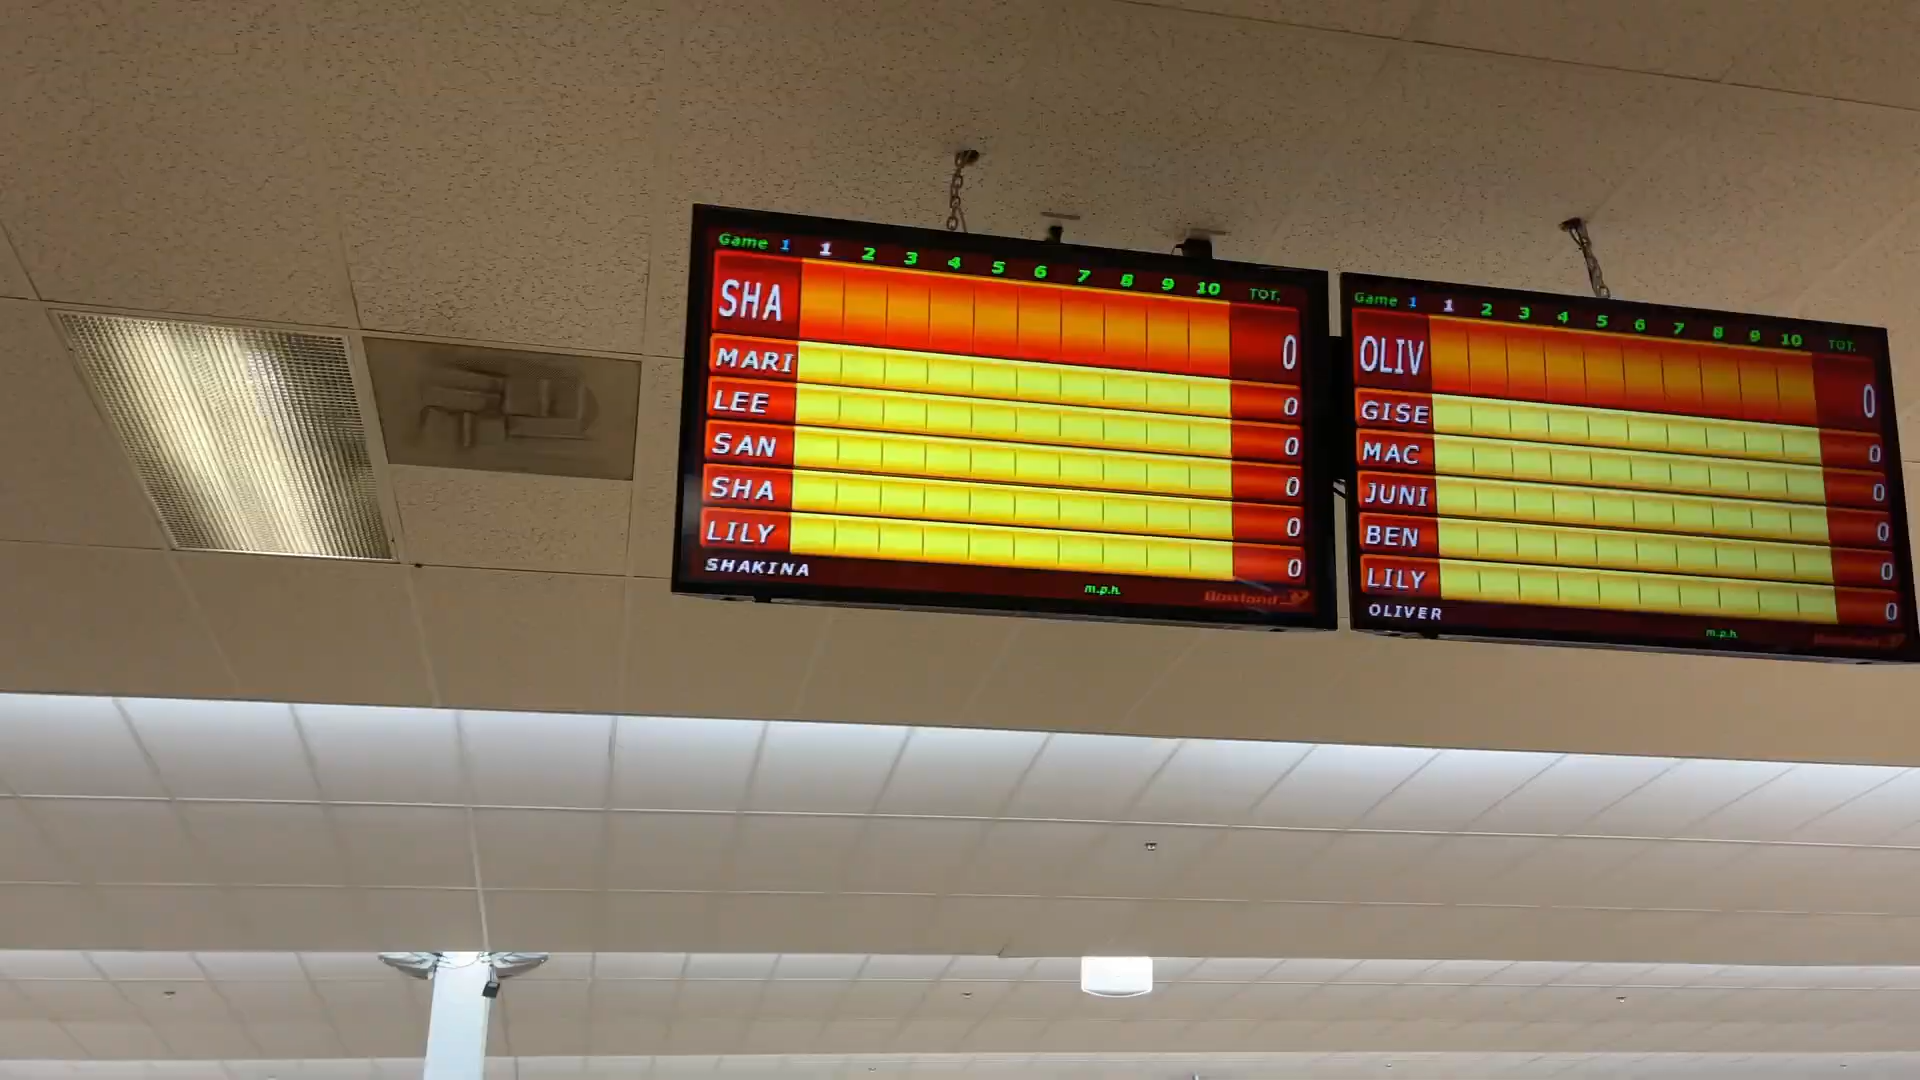 Game 1 1 2 3 4 5 6 7 8 9 10 TOT.
SHA 0
MARI 0
LEE 0
SAN 0
SHA 0
LILY 0
SHAKINA
m.p.h.
Game 1 1 2 3 4 5 6 7 8 9 10 TOT.
OLIV 0
GISE 0
MAC 0
JUNI 0
BEN 0
LILY 0
OLIVER
m.p.h.